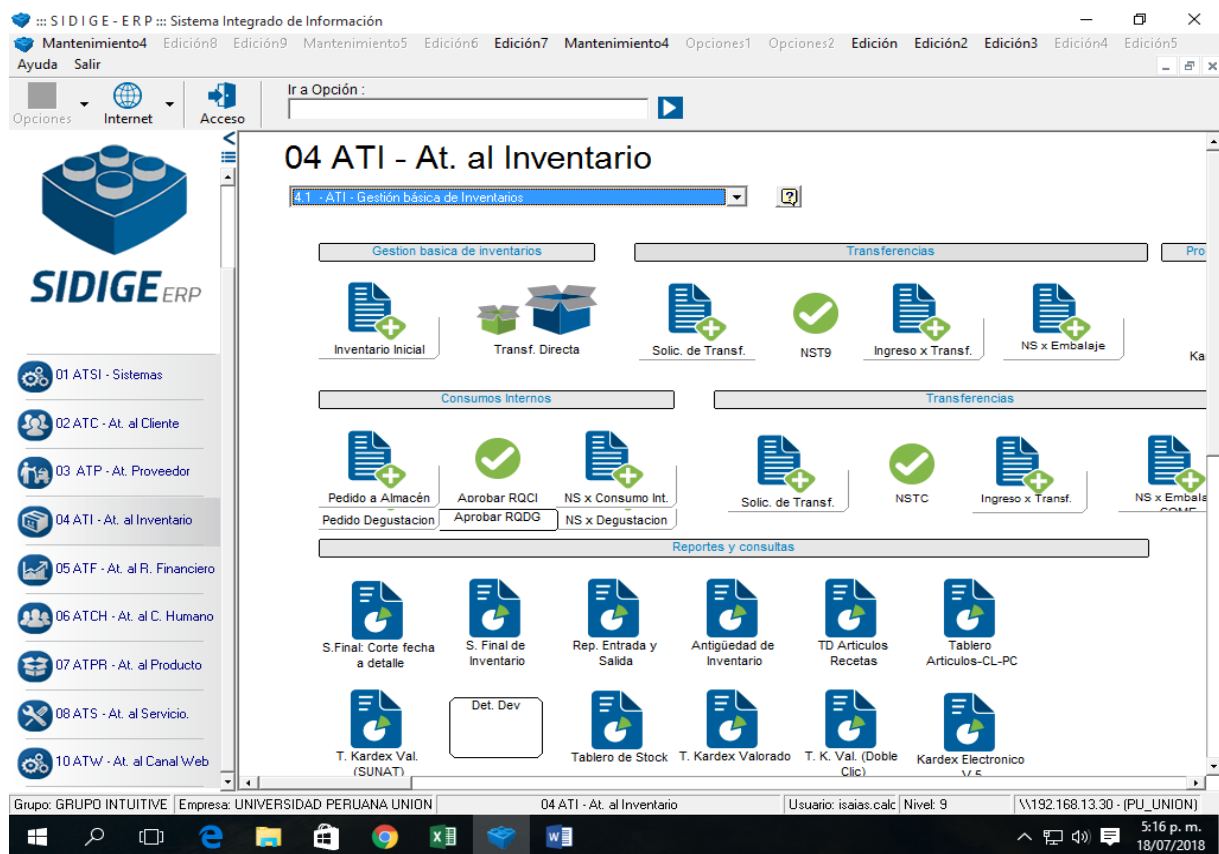 ::: S I D I G E - E R P ::: Sistema Integrado de Información
Mantenimiento4 Edición8 Edición9 Mantenimiento5 Edición6 Edición7 Mantenimiento4 Opciones1 Opciones2 Edición Edición2 Edición3 Edición4 Edición5
Ayuda Salir
Ir a Opción :
Opciones Internet Acceso
SIDIGE ERP
01 ATSI - Sistemas
02 ATC - At. al Cliente
03 ATP - At. Proveedor
04 ATI - At. al Inventario
05 ATF - At. al R. Financiero
06 ATCH - At. al C. Humano
07 ATPR - At. al Producto
08 ATS - At. al Servicio.
10 ATW - At. al Canal Web
04 ATI - At. al Inventario
4.1 - ATI - Gestión básica de Inventarios
Gestion basica de inventarios
Transferencias
Pro
Inventario Inicial
Transf. Directa
Solic. de Transf.
NST9
Ingreso x Transf.
NS x Embalaje
Ka
Consumos Internos
Transferencias
Pedido a Almacén
Aprobar RQCI
NS x Consumo Int.
Solic. de Transf.
NSTC
Ingreso x Transf.
NS x Embala
Pedido Degustacion
Aprobar RQDG
NS x Degustacion
Reportes y consultas
S.Final: Corte fecha
a detalle
S. Final de
Inventario
Rep. Entrada y
Salida
Antigüedad de
Inventario
TD Articulos
Recetas
Tablero
Articulos-CL-PC
T. Kardex Val.
(SUNAT)
Det. Dev
Tablero de Stock
T. Kardex Valorado
T. K. Val. (Doble
Clic)
Kardex Electronico
V 5
Grupo: GRUPO INTUITIVE Empresa: UNIVERSIDAD PERUANA UNION 04 ATI - At. al Inventario Usuario: isaias.calc Nivel: 9 \\192.168.13.30 - (PU_UNION)
5:16 p. m.
18/07/2018